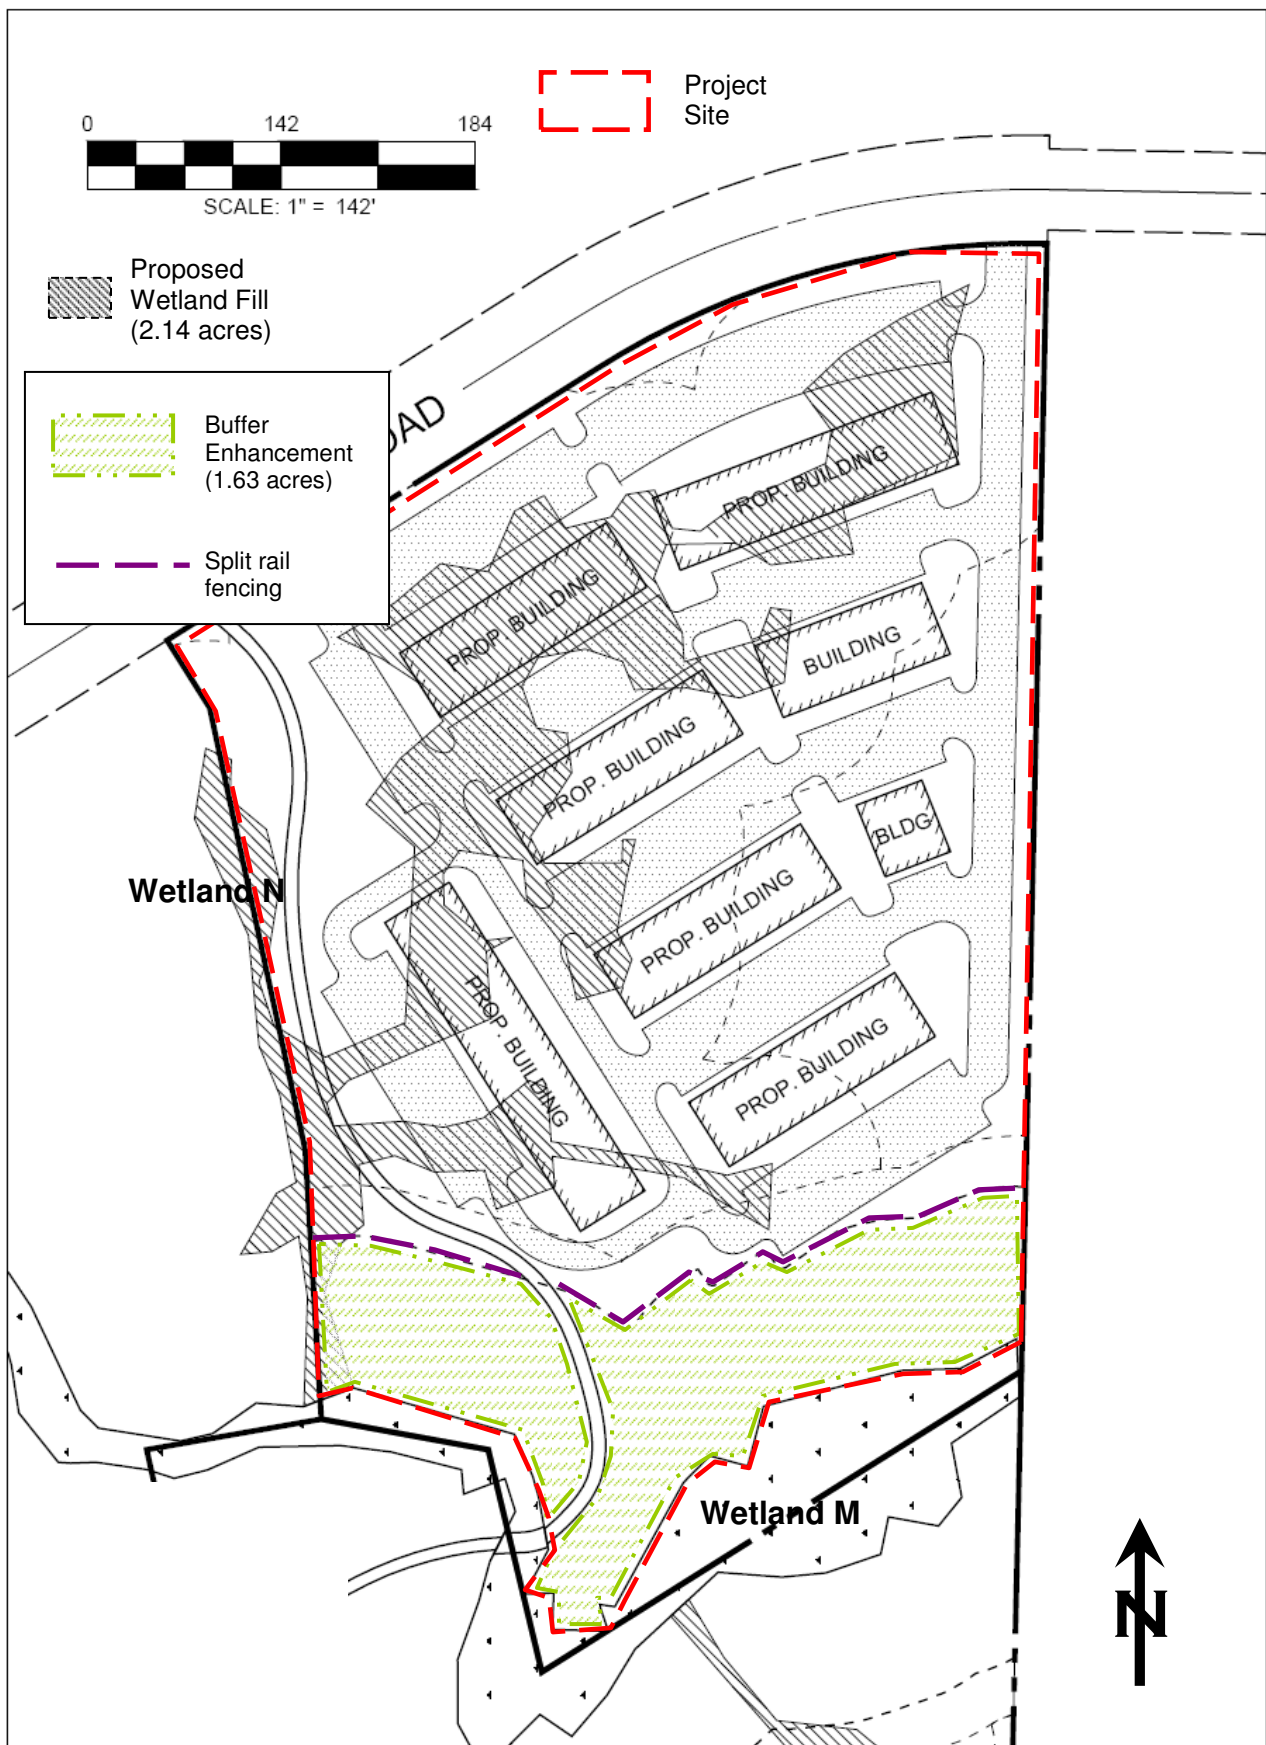 Project
Site
0 142 184
SCALE: 1" = 142'
Proposed
Wetland Fill
(2.14 acres)
Buffer
Enhancement
(1.63 acres)
Split rail
fencing
OAD
PROP. BUILDING
PROP. BUILDING
BUILDING
PROP. BUILDING
BLDG
Wetland N
PROP. BUILDING
PROP. BUILDING
PROP. BUILDING
Wetland M
N